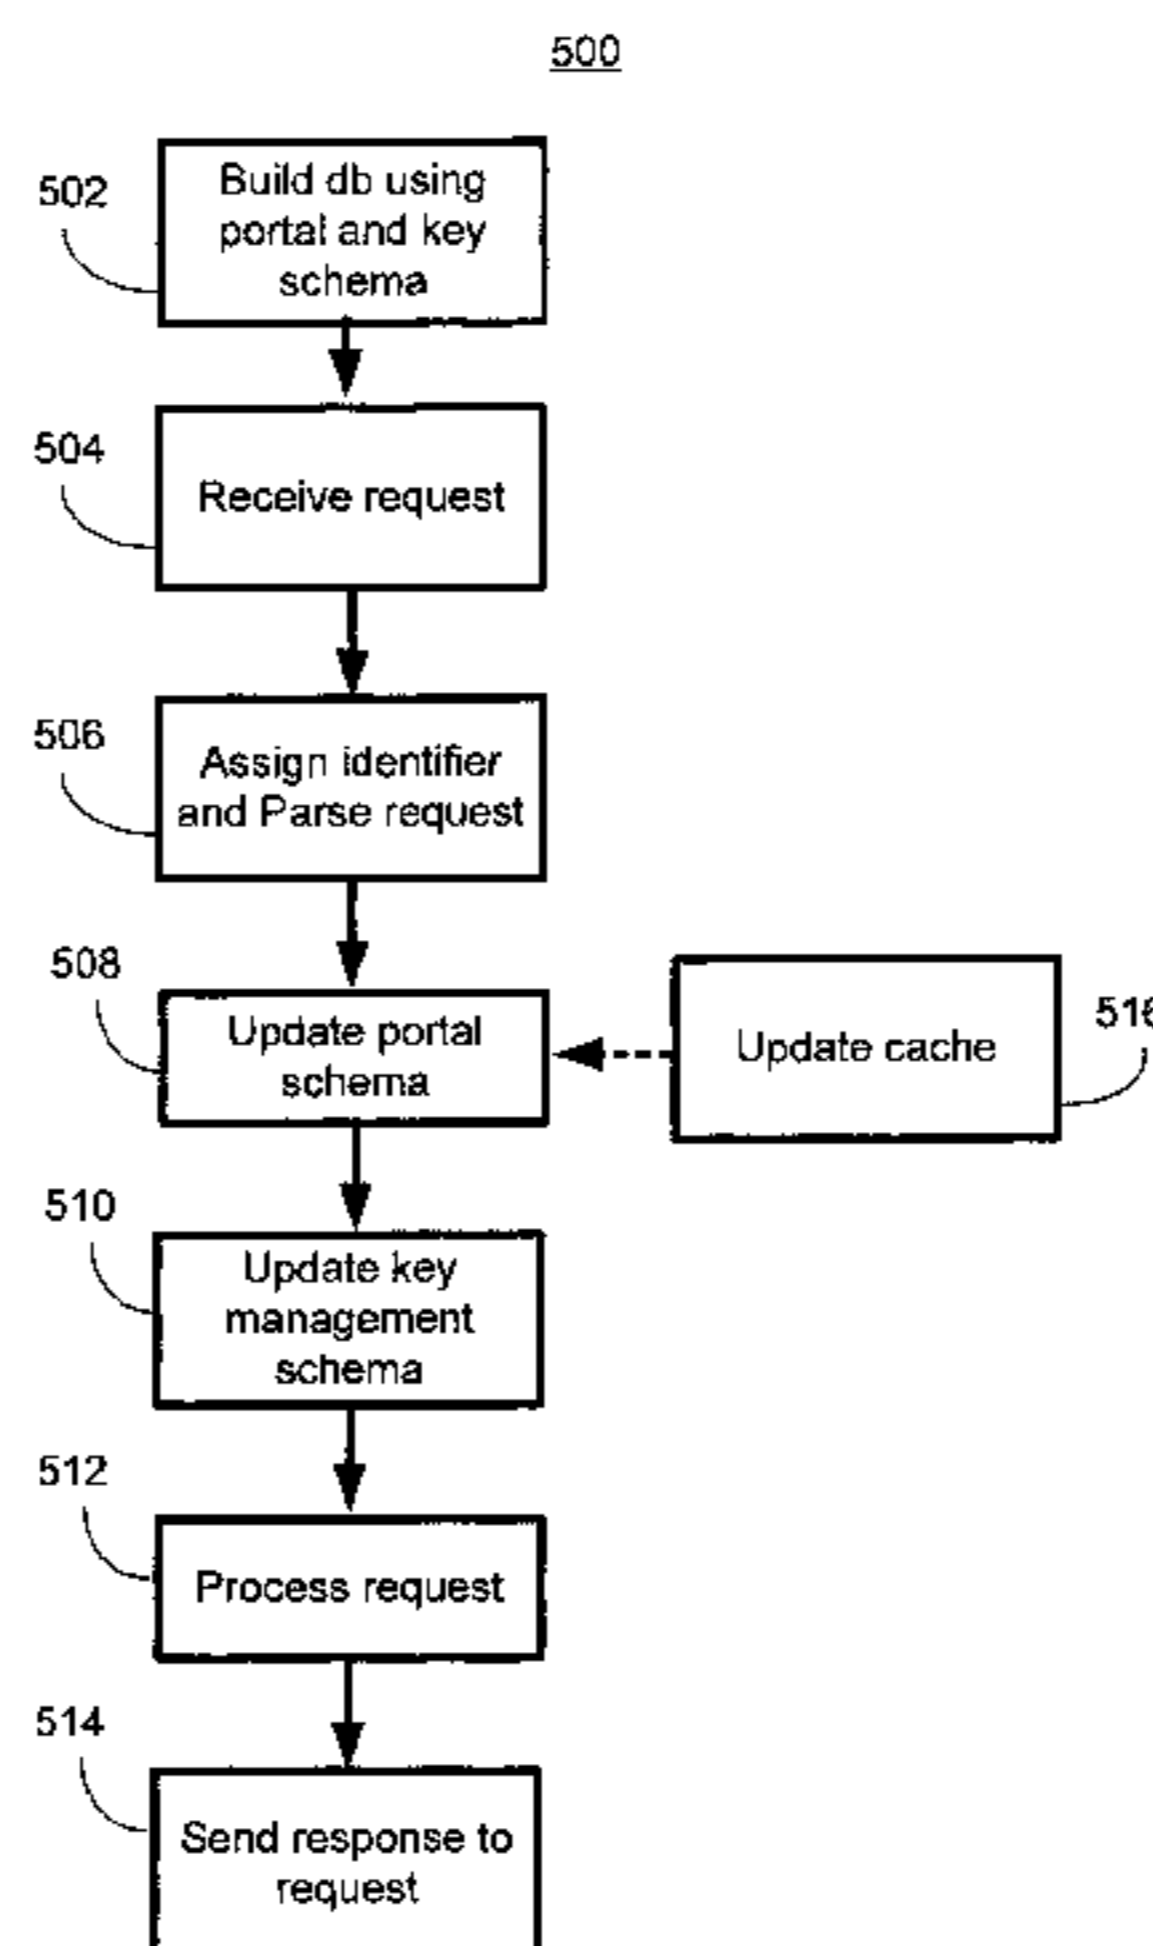 500
502
Build db using
portal and key
schema
504
Receive request
506
Assign identifier
and Parse request
508
Update portal
schema
Update cache
516
510
Update key
management
schema
512
Process request
514
Send response to
request